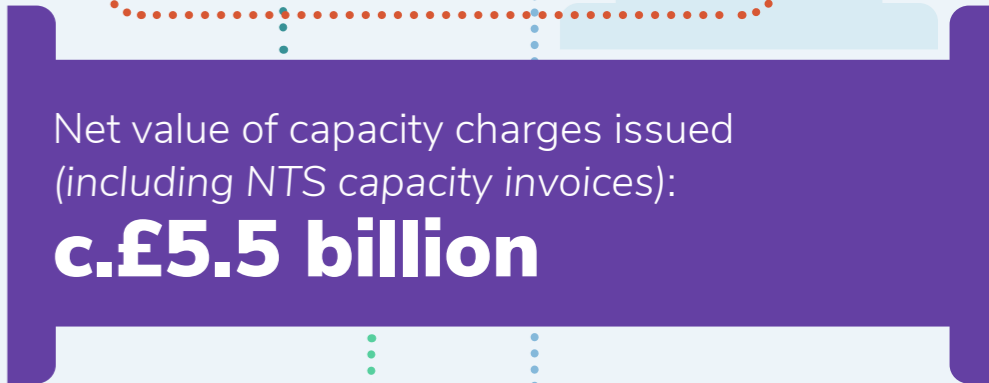 Net value of capacity charges issued
(including NTS capacity invoices):
c.£5.5 billion